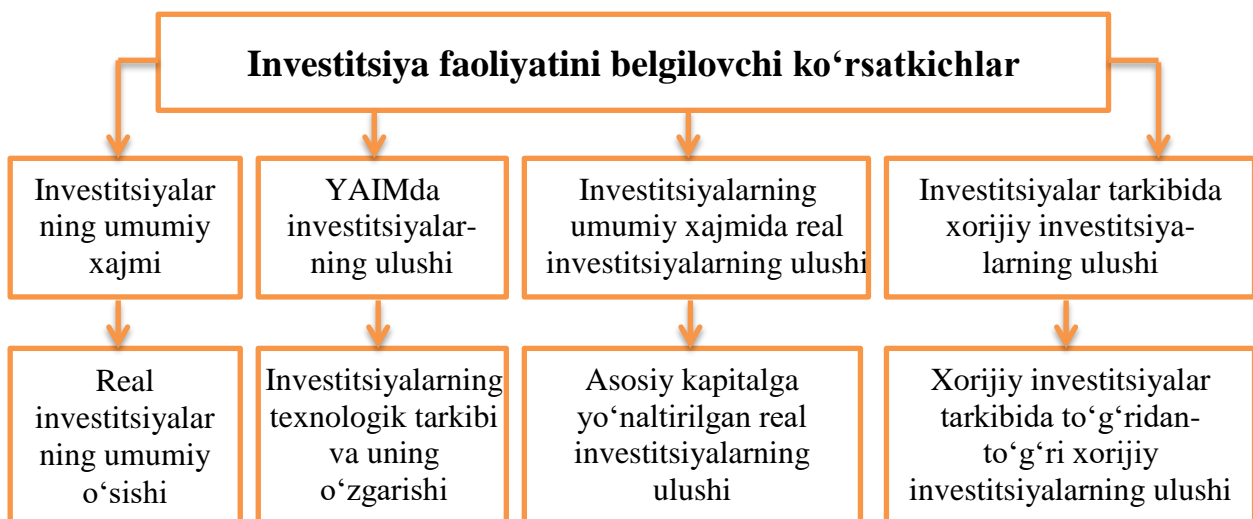 Investitsiya faoliyatini belgilovchi ko‘rsatkichlar
Investitsiyalar
ning umumiy
xajmi
YAIMda
investitsiyalar-
ning ulushi
Investitsiyalarning
umumiy xajmida real
investitsiyalarning ulushi
Investitsiyalar tarkibida
xorijiy investitsiya-
larning ulushi
Real
investitsiyalar
ning umumiy
o‘sishi
Investitsiyalarning
texnologik tarkibi
va uning
o‘zgarishi
Asosiy kapitalga
yo‘naltirilgan real
investitsiyalarning
ulushi
Xorijiy investitsiyalar
tarkibida to‘g‘ridan-
to‘g‘ri xorijiy
investitsiyalarning ulushi